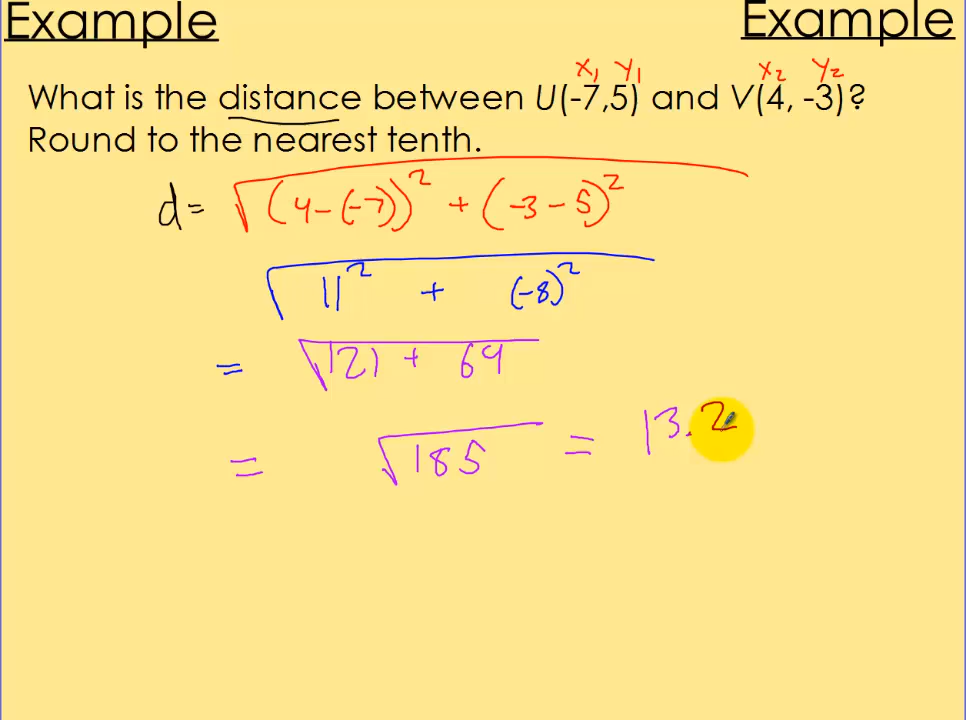 Example Example
x₁ y₁ x₂ y₂
What is the distance between U(-7,5) and V(4, -3)?
Round to the nearest tenth.
d= √(4-(-7))² + (-3-5)²
√11² + (-8)²
= √121 + 64
= √185 = 13.2